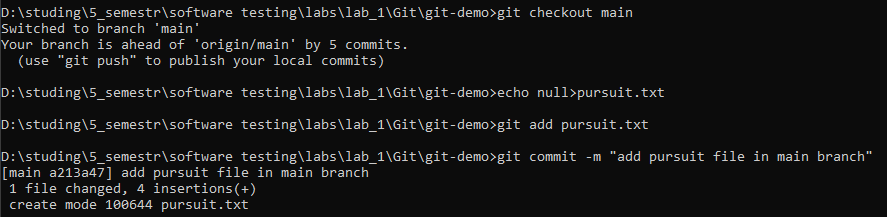 D:\studing\5_semestr\software testing\labs\lab_1\Git\git-demo>git checkout main
Switched to branch 'main'
Your branch is ahead of 'origin/main' by 5 commits.
  (use "git push" to publish your local commits)

D:\studing\5_semestr\software testing\labs\lab_1\Git\git-demo>echo null>pursuit.txt

D:\studing\5_semestr\software testing\labs\lab_1\Git\git-demo>git add pursuit.txt

D:\studing\5_semestr\software testing\labs\lab_1\Git\git-demo>git commit -m "add pursuit file in main branch"
[main a213a47] add pursuit file in main branch
 1 file changed, 4 insertions(+)
 create mode 100644 pursuit.txt